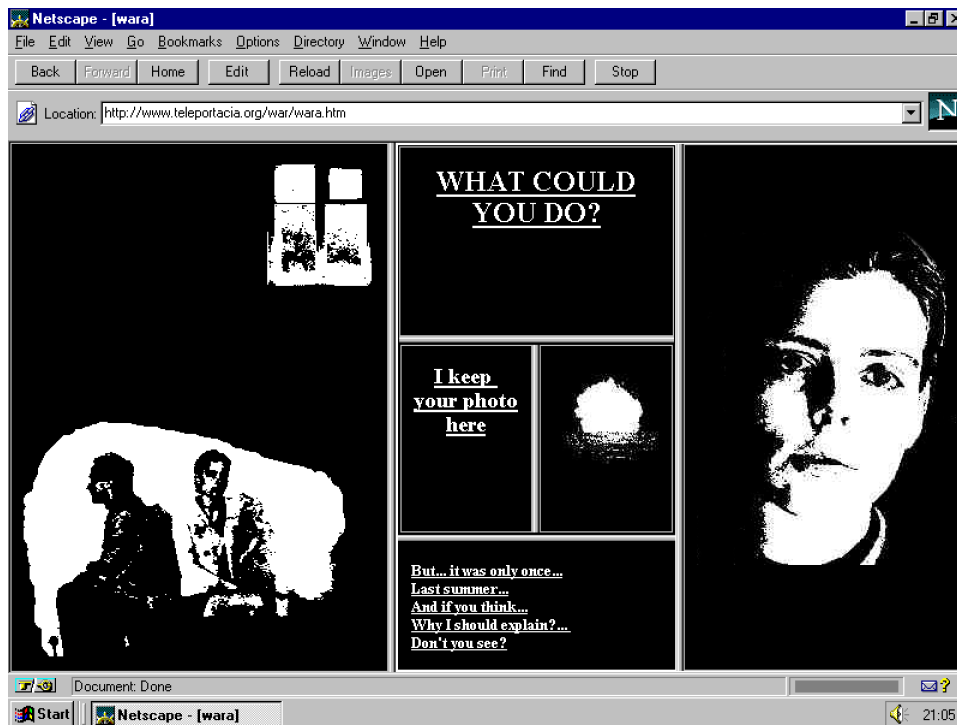 Netscape - [wara]
File Edit View Go Bookmarks Options Directory Window Help
Back Forward Home Edit Reload Images Open Print Find Stop
Location: http://www.teleportacia.org/war/wara.htm
N
WHAT COULD
YOU DO?
I keep
your photo
here
But... it was only once...
Last summer...
And if you think...
Why I should explain?...
Don't you see?
Document: Done
Start Netscape - [wara] 21:05